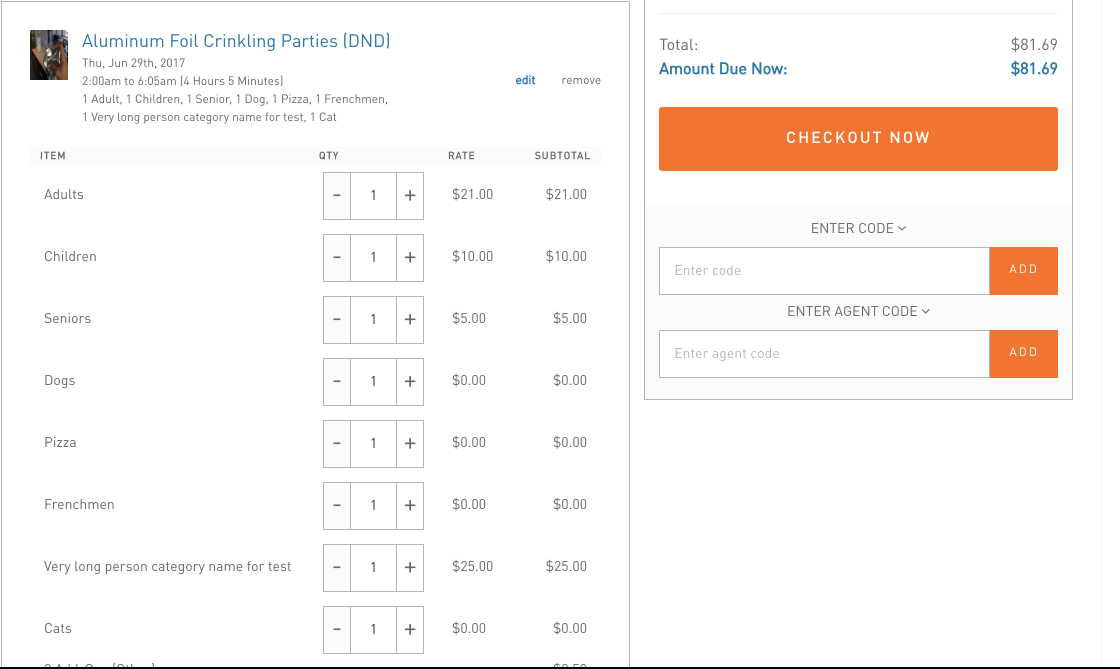 Aluminum Foil Crinkling Parties (DND)
Thu, Jun 29th, 2017
2:00am to 6:05am (4 Hours 5 Minutes)
edit remove
1 Adult, 1 Children, 1 Senior, 1 Dog, 1 Pizza, 1 Frenchmen,
1 Very long person category name for test, 1 Cat
ITEM QTY RATE SUBTOTAL
Adults - 1 + $21.00 $21.00
Children - 1 + $10.00 $10.00
Seniors - 1 + $5.00 $5.00
Dogs - 1 + $0.00 $0.00
Pizza - 1 + $0.00 $0.00
Frenchmen - 1 + $0.00 $0.00
Very long person category name for test - 1 + $25.00 $25.00
Cats - 1 + $0.00 $0.00
Total: $81.69
Amount Due Now: $81.69
CHECKOUT NOW
ENTER CODE
Enter code ADD
ENTER AGENT CODE
Enter agent code ADD